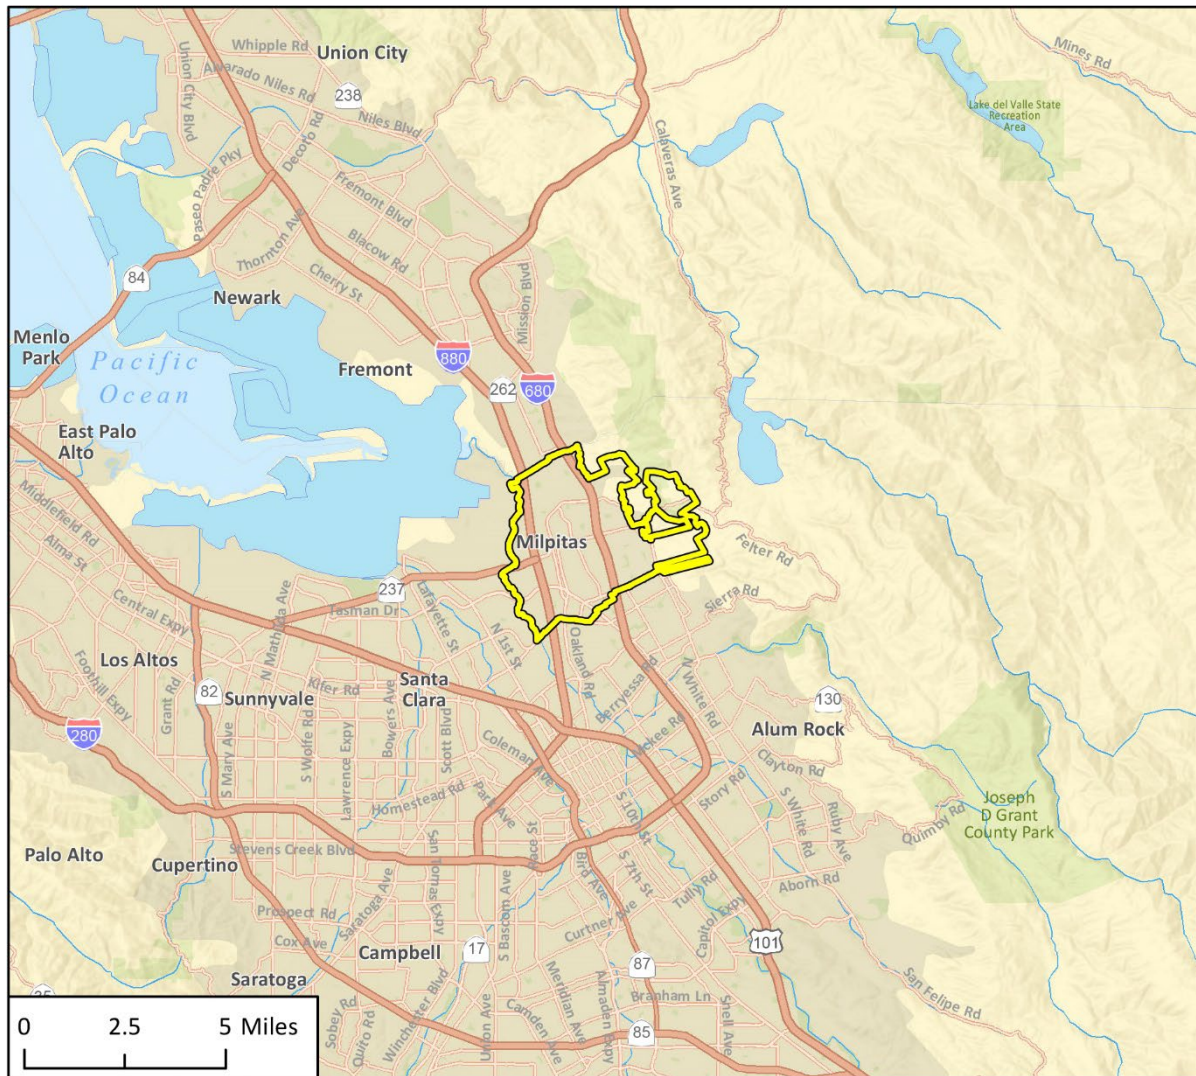 Whipple Rd
Union City
Mines Rd
Union City Blvd
Alvarado Niles Rd
238
Niles Blvd
Lake del Valle State
Recreation
Area
Calaveras Ave
Decoto Rd
Paseo Padre Pky
Fremont Blvd
Thornton Ave
Blacow Rd
Cherry St
Mission Blvd
84
Newark
Menlo
Park
Pacific
Ocean
880
Fremont
262
680
East Palo
Alto
Middlefield Rd
Alma St
Milpitas
Felter Rd
237
Tasman Dr
Lafayette St
Sierra Rd
Central Expy
N Mathilda Ave
N 1st St
Oakland Rd
Los Altos
Foothill Expy
Grant Rd
82
Sunnyvale
Kifer Rd
Santa
Clara
Berryessa Rd
N White Rd
130
Alum Rock
280
S Mary Ave
S Wolfe Rd
Lawrence Expy
Bowers Ave
Scott Blvd
Coleman Ave
Mckee Rd
Clayton Rd
Homestead Rd
Park Ave
S 10th St
Story Rd
S White Rd
Ruby Ave
Quimby Rd
Joseph
D Grant
County Park
Palo Alto
Cupertino
Stevens Creek Blvd
San Tomas Expy
Race St
Bird Ave
S 7th St
Tully Rd
Aborn Rd
Prospect Rd
Saratoga Ave
S Bascom Ave
Curtner Ave
Capitol Expy
Cox Ave
Campbell
17
101
Saratoga
Winchester Blvd
Meridian Ave
Almaden Expy
87
Branham Ln
San Felipe Rd
35
Sobey Rd
Quito Rd
Union Ave
Camden Ave
85
Snell Ave
0 2.5 5 Miles